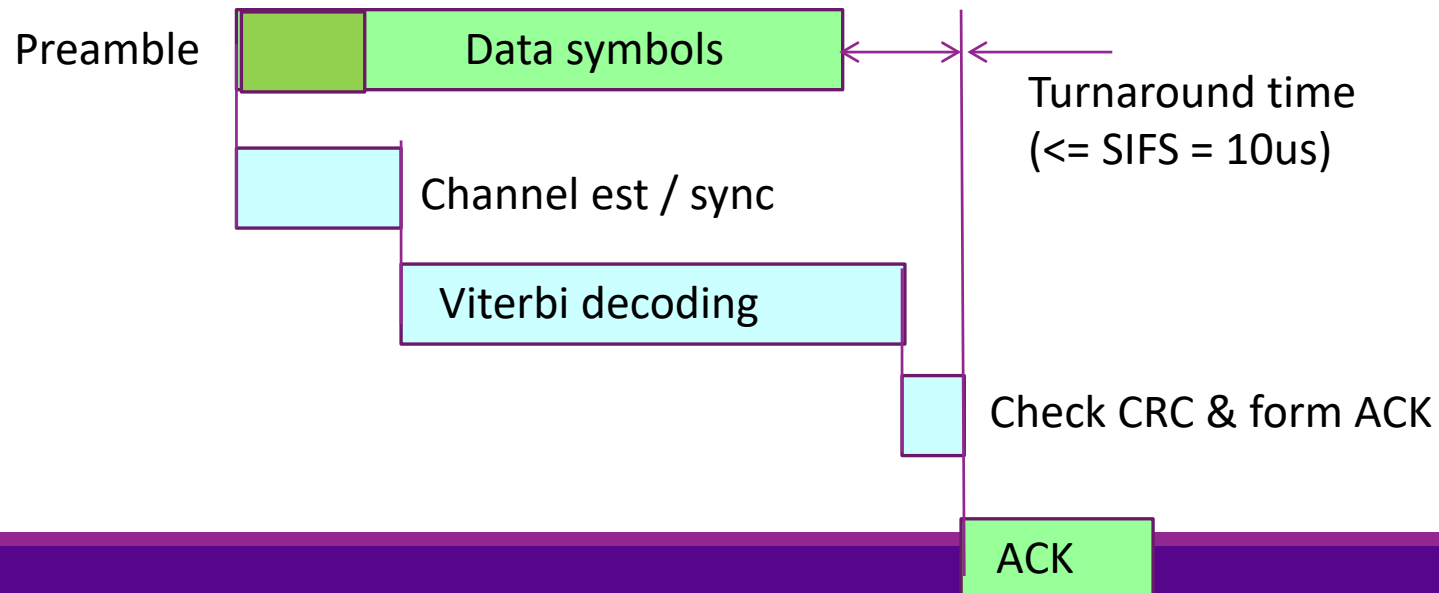 Preamble
Data symbols
Turnaround time
(<= SIFS = 10us)
Channel est / sync
Viterbi decoding
Check CRC & form ACK
ACK